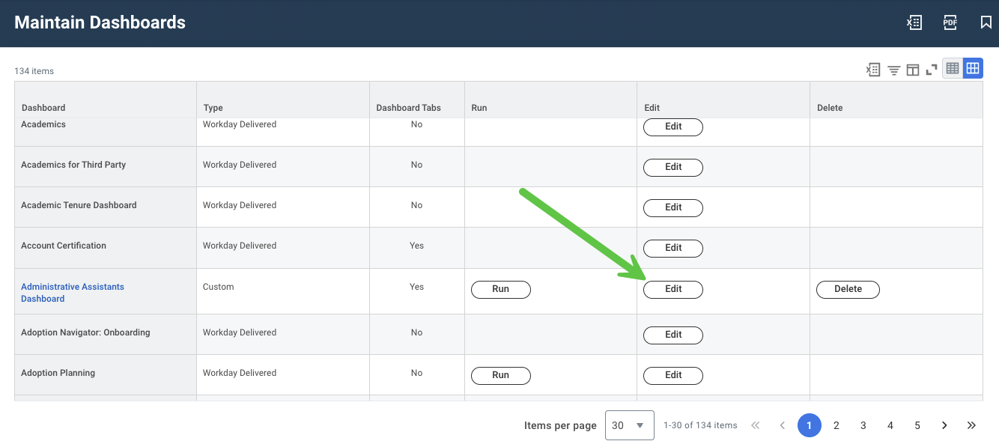 Maintain Dashboards
PDF
134 items
Dashboard Type Dashboard Tabs Run Edit Delete
Academics Workday Delivered No Edit
Academics for Third Party Workday Delivered No Edit
Academic Tenure Dashboard Workday Delivered No Edit
Account Certification Workday Delivered Yes Edit
Administrative Assistants Custom Yes Run Edit Delete
Dashboard
Adoption Navigator: Onboarding Workday Delivered No Edit
Adoption Planning Workday Delivered No Run Edit
Items per page 30 1-30 of 134 items 1 2 3 4 5